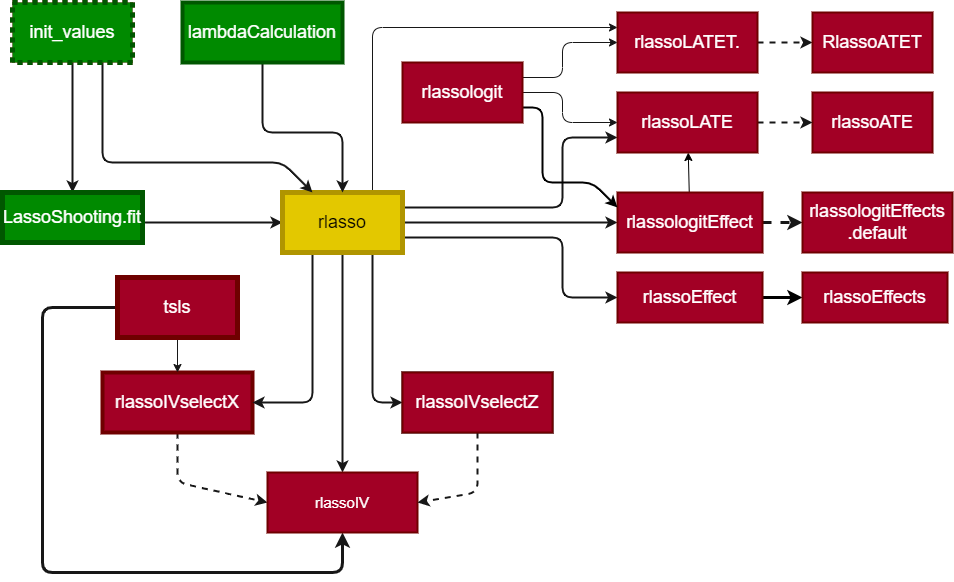 init_values
lambdaCalculation
rlassoLATET.
RlassoATET
rlassologit
rlassoLATE
rlassoATE
LassoShooting.fit
rlasso
rlassologitEffect
rlassologitEffects
.default
tsls
rlassoEffect
rlassoEffects
rlassoIVselectX
rlassoIVselectZ
rlassoIV